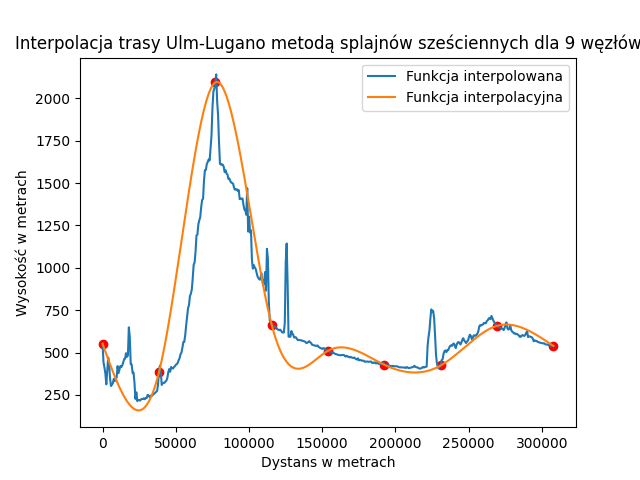 Interpolacja trasy Ulm-Lugano metodą splajnów sześciennych dla 9 węzłów
Funkcja interpolowana
Funkcja interpolacyjna
Wysokość w metrach
2000
1750
1500
1250
1000
750
500
250
0 50000 100000 150000 200000 250000 300000
Dystans w metrach